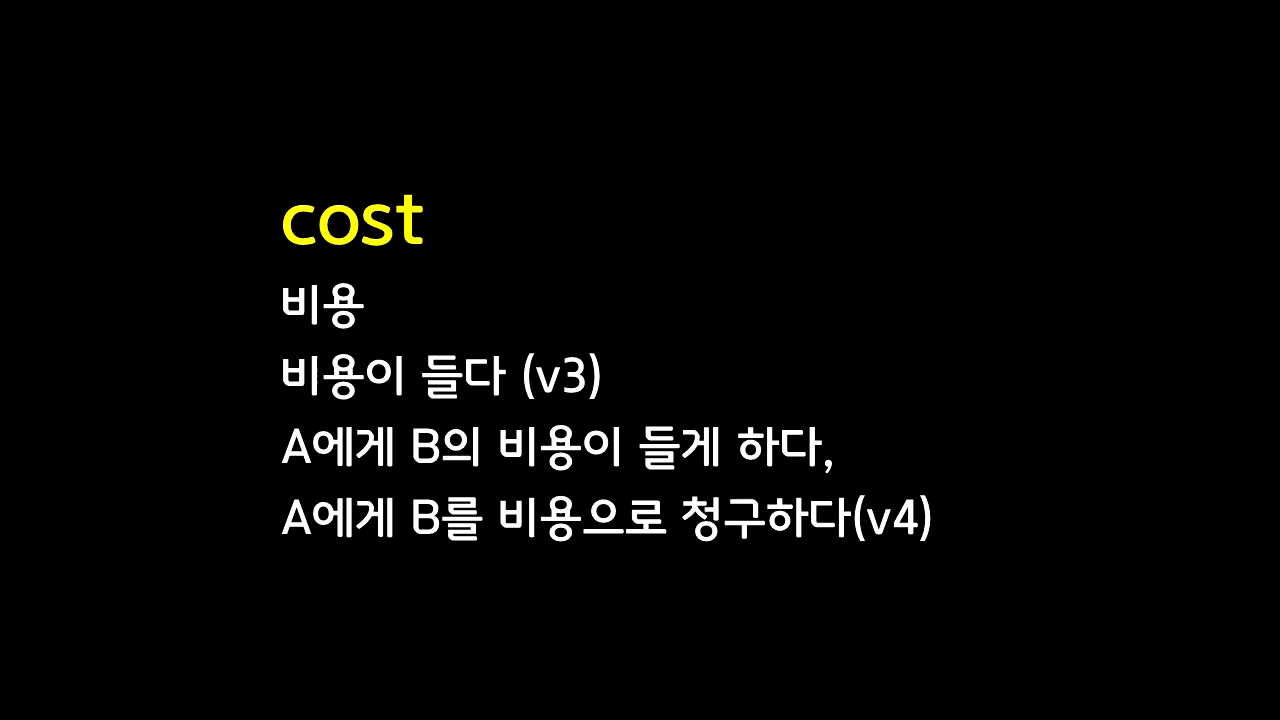 cost
비용
비용이 들다 (v3)
A에게 B의 비용이 들게 하다,
A에게 B를 비용으로 청구하다(v4)